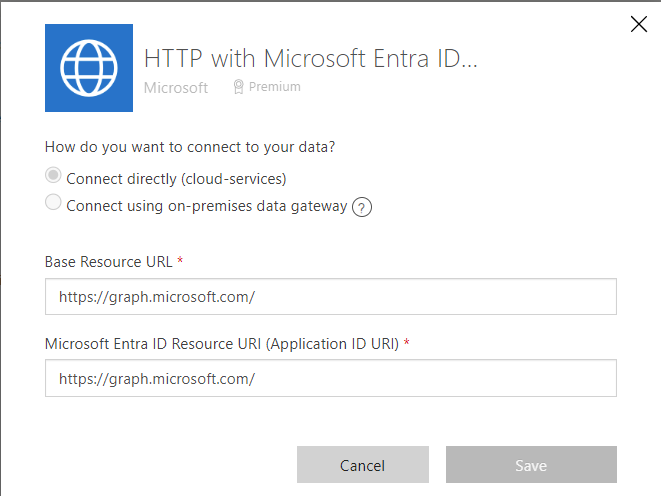 HTTP with Microsoft Entra ID...
Microsoft Premium
How do you want to connect to your data?
Connect directly (cloud-services)
Connect using on-premises data gateway ?
Base Resource URL *
https://graph.microsoft.com/
Microsoft Entra ID Resource URI (Application ID URI) *
https://graph.microsoft.com/
Cancel Save